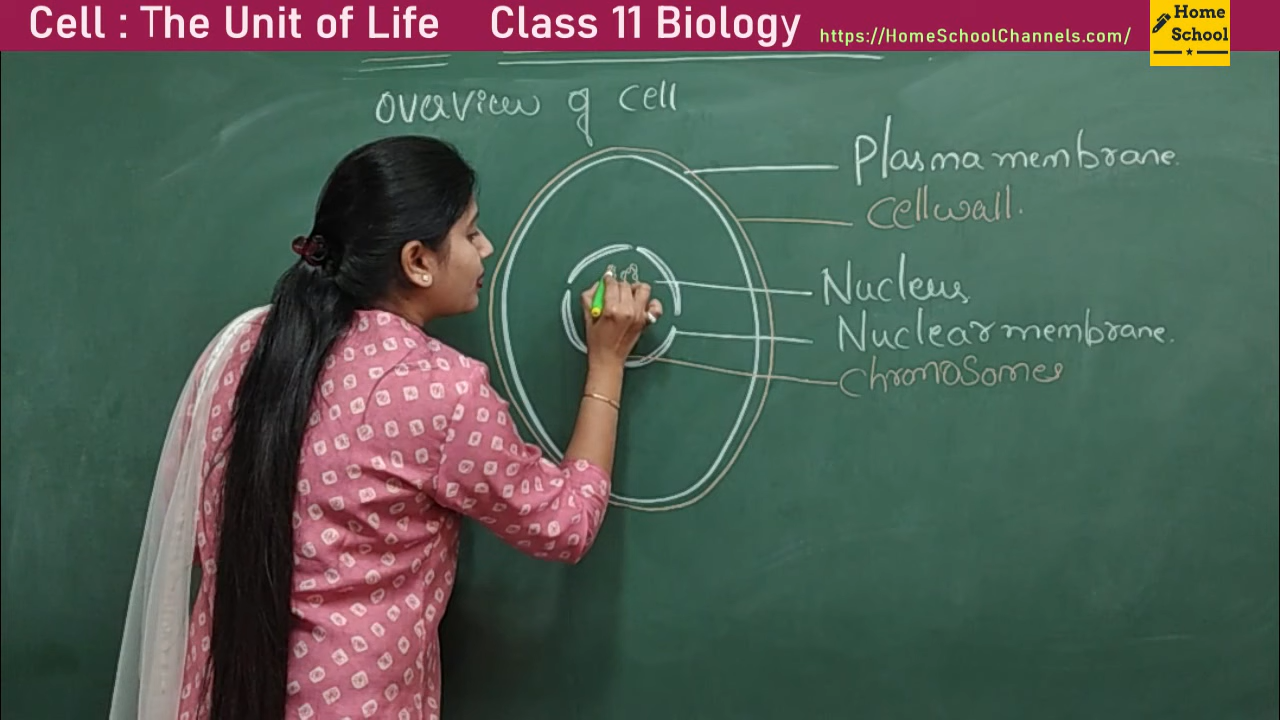 Cell : The Unit of Life Class 11 Biology https://HomeSchoolChannels.com/
Home
School
Overview of cell
Plasma membrane.
Cellwall.
Nucleus
Nuclear membrane.
Chromosomes